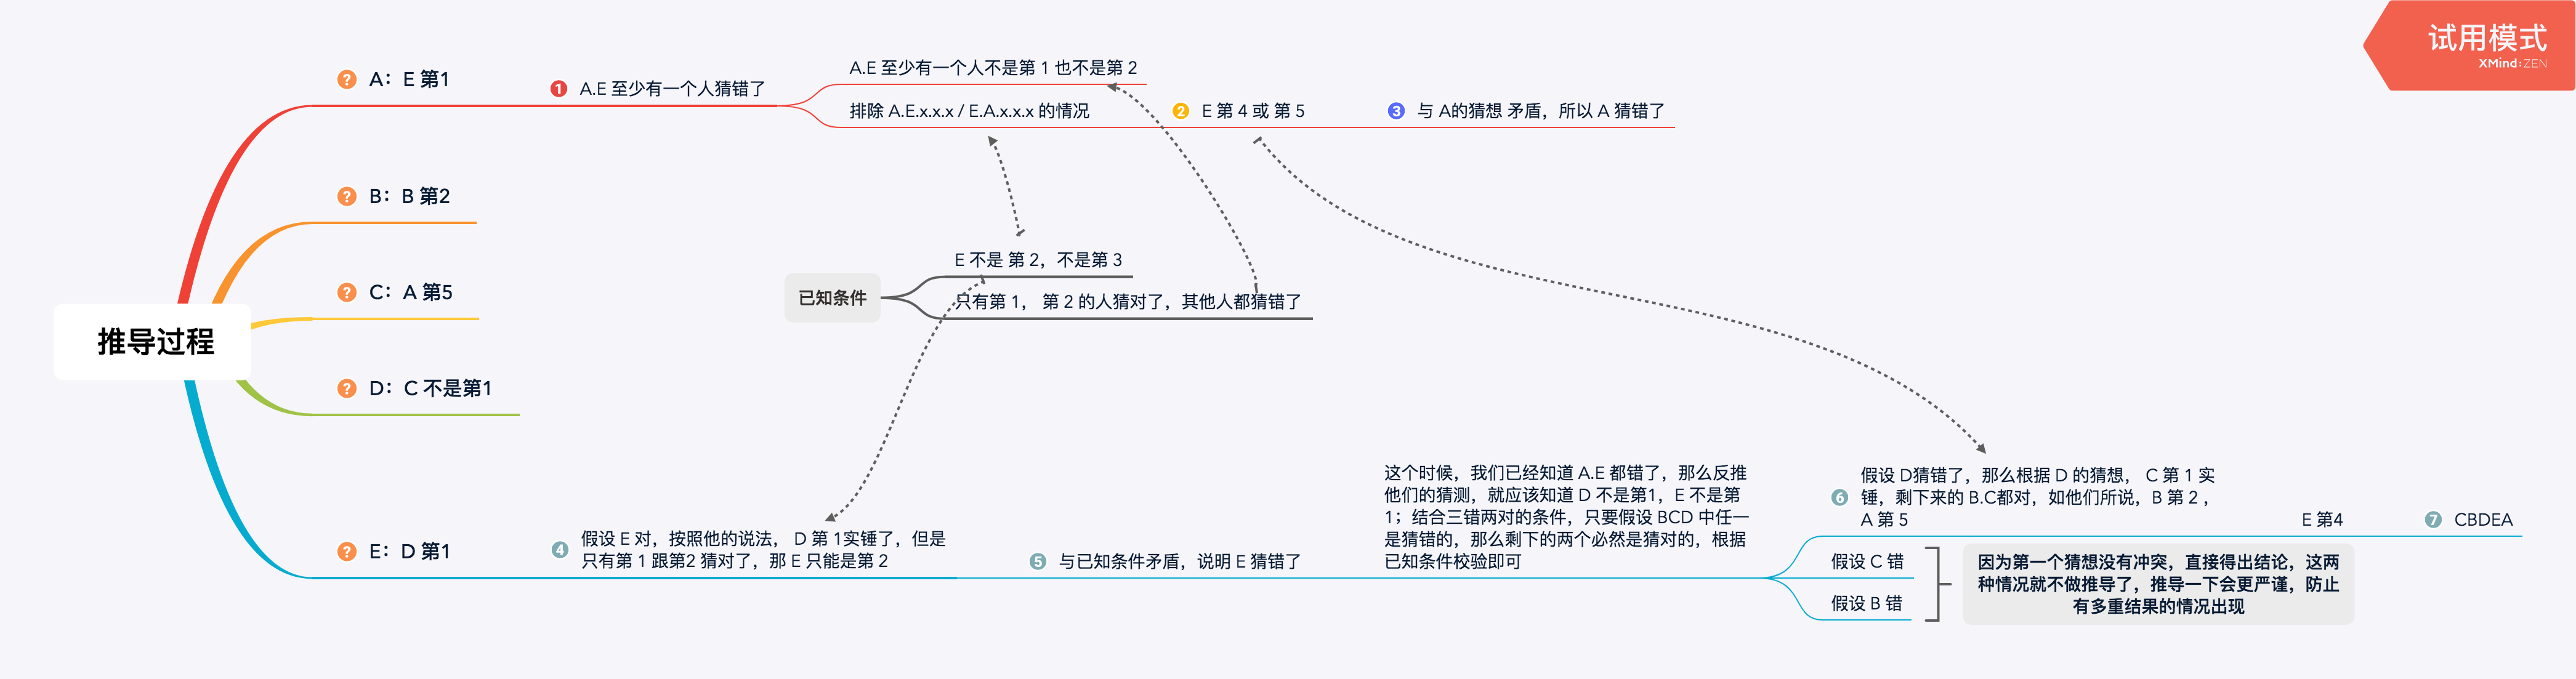 试用模式
XMind:ZEN
推导过程
? A：E 第1
1 A.E 至少有一个人猜错了
A.E 至少有一个人不是第 1 也不是第 2
排除 A.E.x.x.x / E.A.x.x.x 的情况
2 E 第 4 或 第 5
3 与 A的猜想 矛盾，所以 A 猜错了
? B：B 第2
? C：A 第5
? D：C 不是第1
已知条件
E 不是 第 2，不是第 3
只有第 1， 第 2 的人猜对了，其他人都猜错了
? E：D 第1
4 假设 E 对，按照他的说法， D 第 1实锤了，但是
只有第 1 跟第2 猜对了，那 E 只能是第 2
5 与已知条件矛盾，说明 E 猜错了
这个时候，我们已经知道 A.E 都错了，那么反推
他们的猜测，就应该知道 D 不是第1，E 不是第
1；结合三错两对的条件，只要假设 BCD 中任一
是猜错的，那么剩下的两个必然是猜对的，根据
已知条件校验即可
6 假设 D猜错了，那么根据 D 的猜想， C 第 1 实
锤，剩下来的 B.C都对，如他们所说，B 第 2 ，
A 第 5
E 第4
7 CBDEA
假设 C 错
假设 B 错
因为第一个猜想没有冲突，直接得出结论，这两
种情况就不做推导了，推导一下会更严谨，防止
有多重结果的情况出现